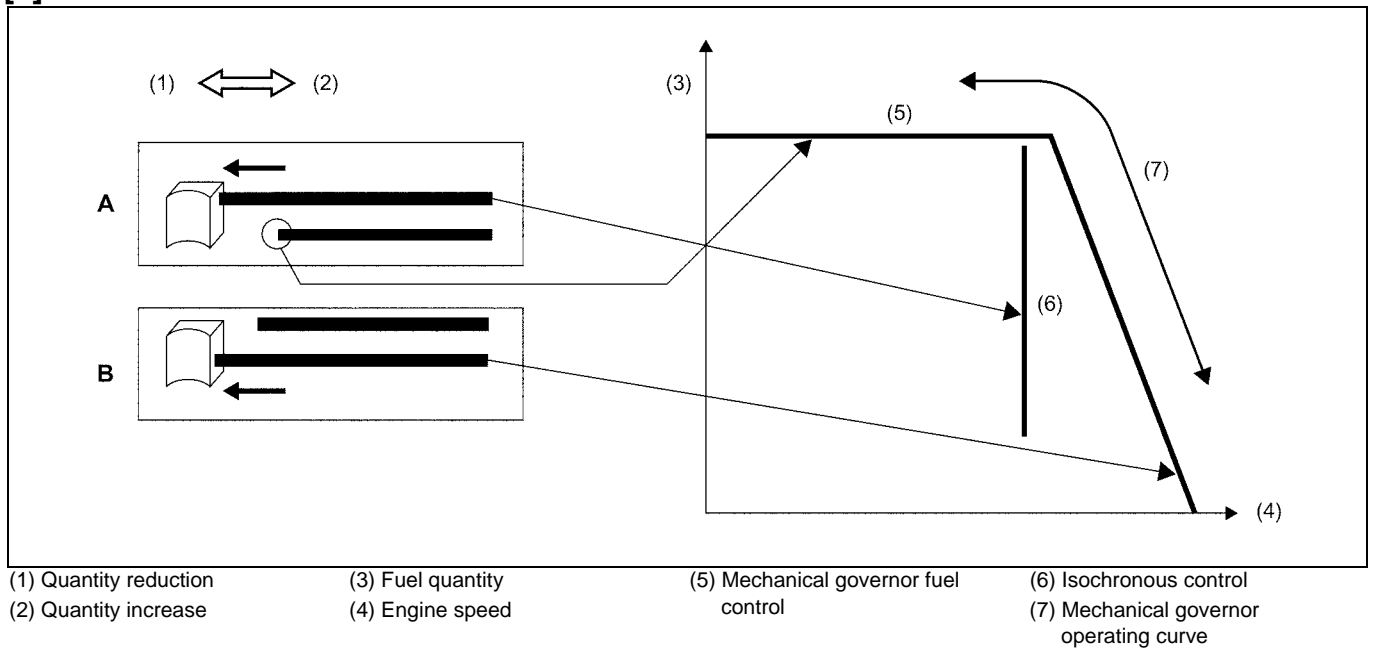 (1) (2) (3)
(5)
(7)
A
(6)
B
(4)
(1) Quantity reduction (3) Fuel quantity (5) Mechanical governor fuel (6) Isochronous control
(2) Quantity increase (4) Engine speed control (7) Mechanical governor
operating curve